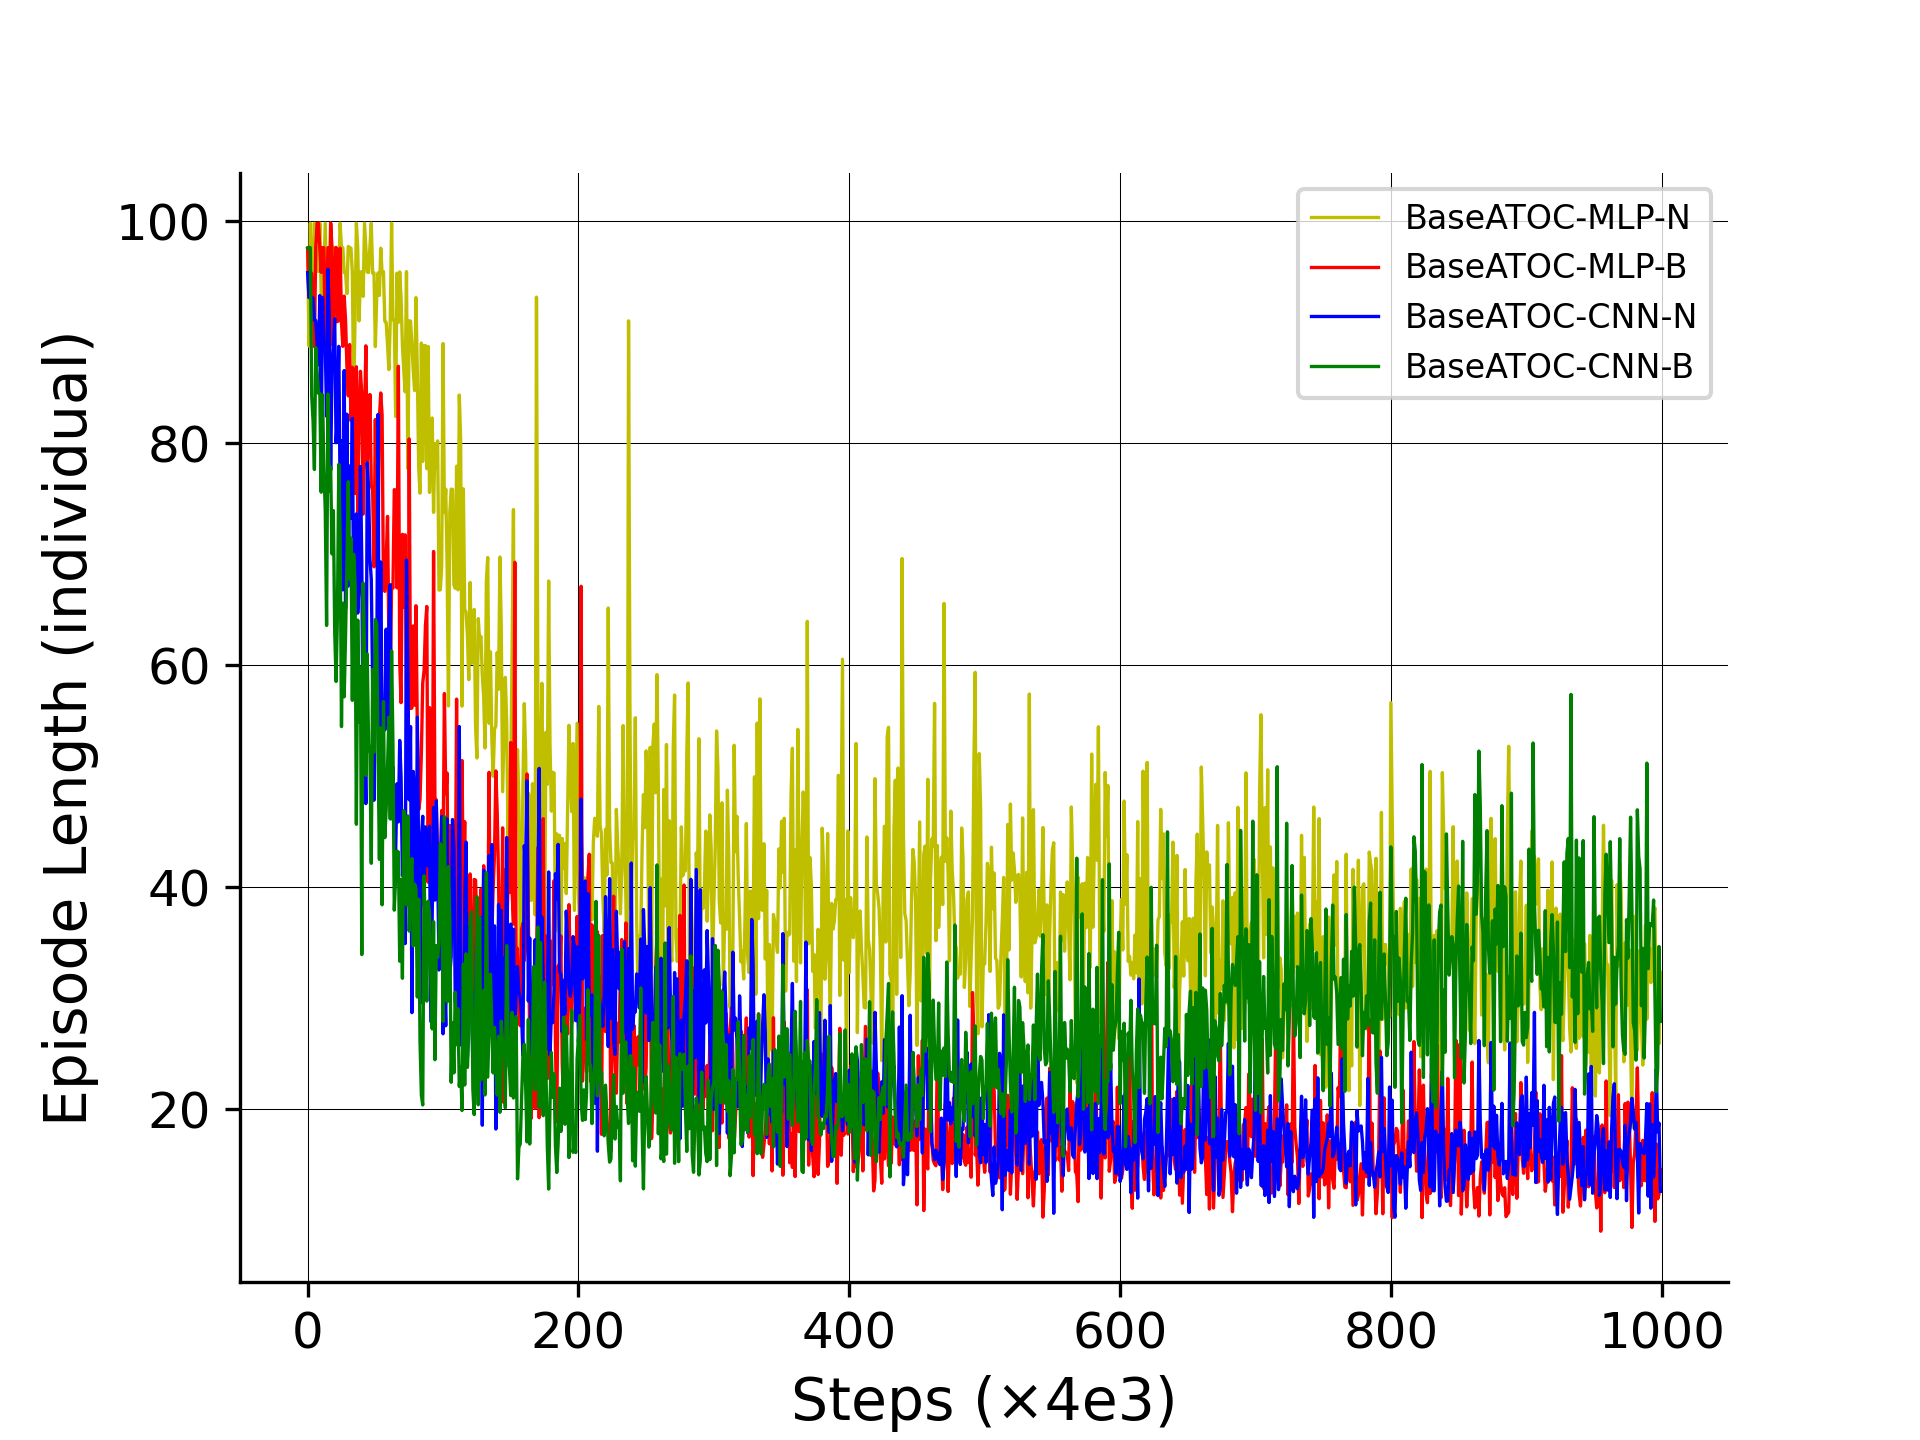 BaseATOC-MLP-N
BaseATOC-MLP-B
BaseATOC-CNN-N
BaseATOC-CNN-B
Episode Length (individual)
100
80
60
40
20
0 200 400 600 800 1000
Steps (×4e3)